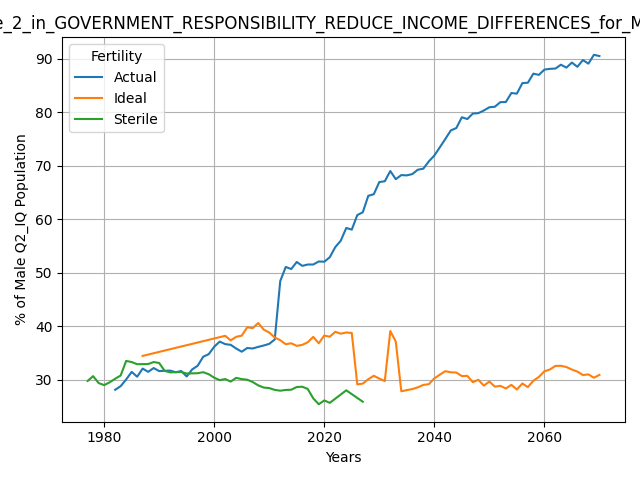 _2_in_GOVERNMENT_RESPONSIBILITY_REDUCE_INCOME_DIFFERENCES_for_M
Fertility
Actual
Ideal
Sterile
% of Male Q2_IQ Population
90
80
70
60
50
40
30
1980
2000
2020
2040
2060
Years